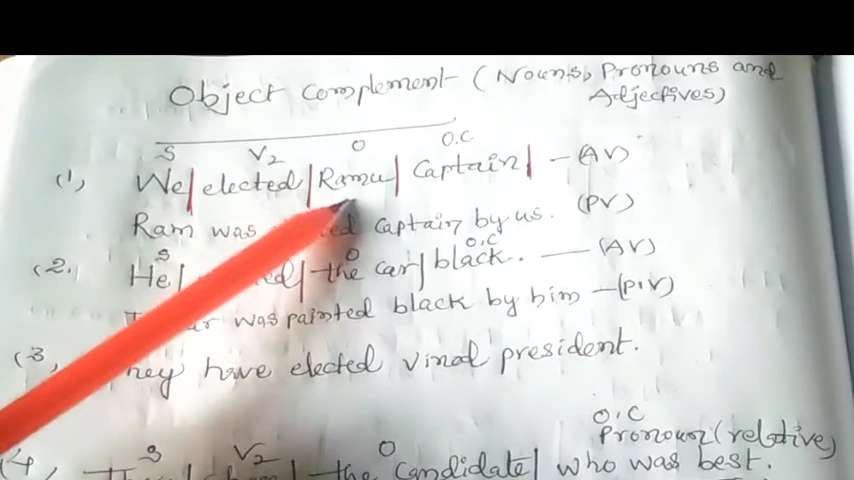 Object Complement (Nouns, Pronouns and
Adjectives)
S V2 O O.C
(1) We| elected |Ramu| Captain| - (AV)
Ram was captain by us. (PV)
S O O.C
(2. He| |the car| black. — (AV)
was painted black by him - (P.V)
(3, have elected president.
O.C
Pronoun (relative)
S V2 O
(4, the candidate| who was best.